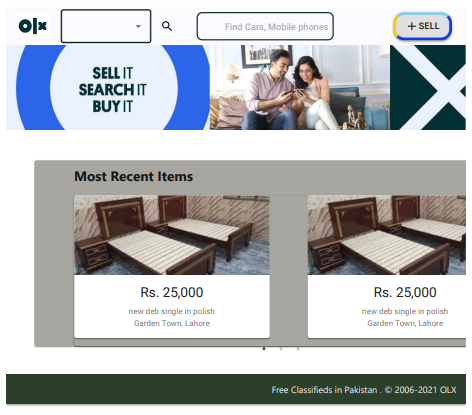 olx
Find Cars, Mobile phones
+ SELL
SELL IT
SEARCH IT
BUY IT
Most Recent Items
Rs. 25,000
new deb single in polish
Garden Town, Lahore
Rs. 25,000
new deb single in polish
Garden Town, Lahore
Free Classifieds in Pakistan . © 2006-2021 OLX